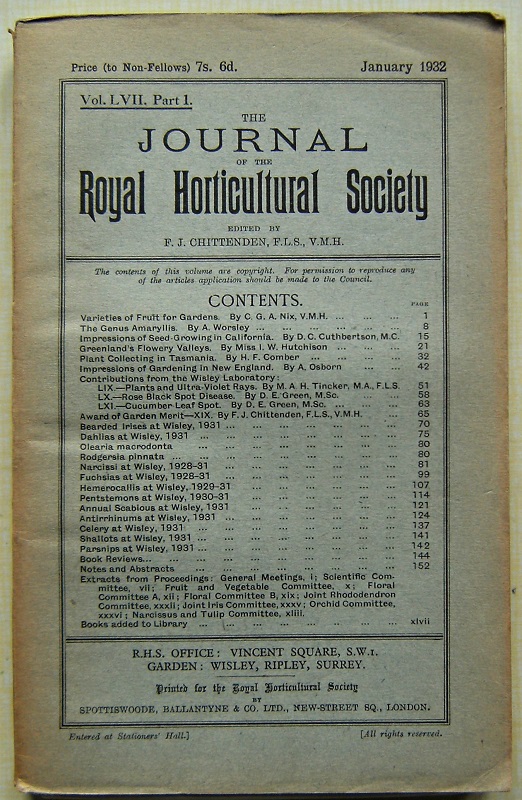 Price (to Non-Fellows) 7s. 6d. January 1932
Vol. LVII. Part 1.
THE
JOURNAL
OF THE
Royal Horticultural Society
EDITED BY
F. J. CHITTENDEN, F.L.S., V.M.H.
The contents of this volume are copyright. For permission to reproduce any
of the articles application should be made to the Council.
CONTENTS.
PAGE
Varieties of Fruit for Gardens. By C. G. A. Nix, V.M.H. ... ... ... 1
The Genus Amaryllis. By A. Worsley ... ... ... ... ... ... 8
Impressions of Seed-Growing in California. By D. C. Cuthbertson, M.C. 15
Greenland's Flowery Valleys. By Miss I. W. Hutchison ... ... ... 21
Plant Collecting in Tasmania. By H. F. Comber ... ... ... ... 32
Impressions of Gardening in New England. By A. Osborn ... ... 42
Contributions from the Wisley Laboratory:
LIX.—Plants and Ultra-Violet Rays. By M. A. H. Tincker, M.A., F.L.S. 51
LX.—Rose Black Spot Disease. By D. E. Green, M.Sc. ... ... 58
LXI.—Cucumber Leaf Spot. By D. E. Green, M.Sc. ... ... ... 63
Award of Garden Merit—XIX. By F. J. Chittenden, F.L.S., V.M.H. ... 65
Bearded Irises at Wisley, 1931 ... ... ... ... ... ... 70
Dahlias at Wisley, 1931 ... ... ... ... ... ... 75
Olearia macrodonta ... ... ... ... ... ... 80
Rodgersia pinnata ... ... ... ... ... ... ... 80
Narcissi at Wisley, 1928-31 ... ... ... ... ... ... 81
Fuchsias at Wisley, 1928-31 ... ... ... ... ... ... 99
Hemerocallis at Wisley, 1929-31 ... ... ... ... ... 107
Pentstemons at Wisley, 1930-31 ... ... ... ... ... 114
Annual Scabious at Wisley, 1931 ... ... ... ... ... 121
Antirrhinums at Wisley, 1931 ... ... ... ... ... ... 124
Celery at Wisley, 1931 ... ... ... ... ... ... 137
Shallots at Wisley, 1931 ... ... ... ... ... ... 141
Parsnips at Wisley, 1931 ... ... ... ... ... ... 142
Book Reviews... ... ... ... ... ... ... ... 144
Notes and Abstracts ... ... ... ... ... ... 152
Extracts from Proceedings: General Meetings, i; Scientific Com-
mittee, vii; Fruit and Vegetable Committee, x; Floral
Committee A, xii; Floral Committee B, xix; Joint Rhododendron
Committee, xxxii; Joint Iris Committee, xxxv; Orchid Committee,
xxxvi; Narcissus and Tulip Committee, xliii.
Books added to Library ... ... ... ... ... ... xlvii
R.H.S. OFFICE: VINCENT SQUARE, S.W.1.
GARDEN: WISLEY, RIPLEY, SURREY.
Printed for the Royal Horticultural Society
BY
SPOTTISWOODE, BALLANTYNE & CO. LTD., NEW-STREET SQ., LONDON.
Entered at Stationers' Hall.] [All rights reserved.